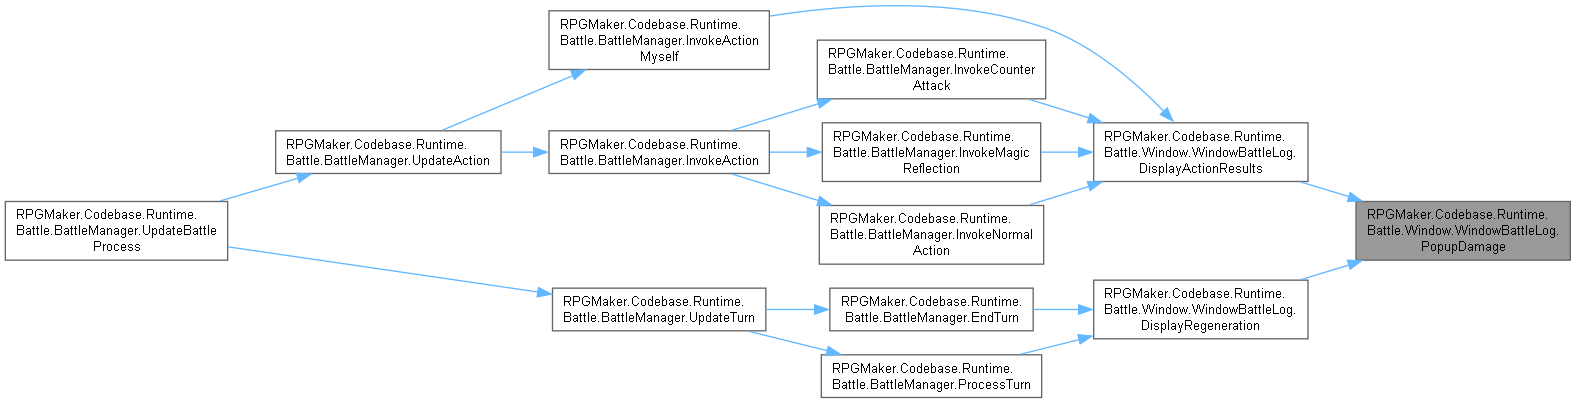 RPGMaker.Codebase.Runtime.
Battle.BattleManager.InvokeAction
Myself
RPGMaker.Codebase.Runtime.
Battle.BattleManager.InvokeCounter
Attack
RPGMaker.Codebase.Runtime.
Battle.BattleManager.UpdateAction
RPGMaker.Codebase.Runtime.
Battle.BattleManager.InvokeAction
RPGMaker.Codebase.Runtime.
Battle.BattleManager.InvokeMagic
Reflection
RPGMaker.Codebase.Runtime.
Battle.Window.WindowBattleLog.
DisplayActionResults
RPGMaker.Codebase.Runtime.
Battle.BattleManager.UpdateBattle
Process
RPGMaker.Codebase.Runtime.
Battle.BattleManager.InvokeNormal
Action
RPGMaker.Codebase.Runtime.
Battle.Window.WindowBattleLog.
PopupDamage
RPGMaker.Codebase.Runtime.
Battle.BattleManager.UpdateTurn
RPGMaker.Codebase.Runtime.
Battle.BattleManager.EndTurn
RPGMaker.Codebase.Runtime.
Battle.Window.WindowBattleLog.
DisplayRegeneration
RPGMaker.Codebase.Runtime.
Battle.BattleManager.ProcessTurn